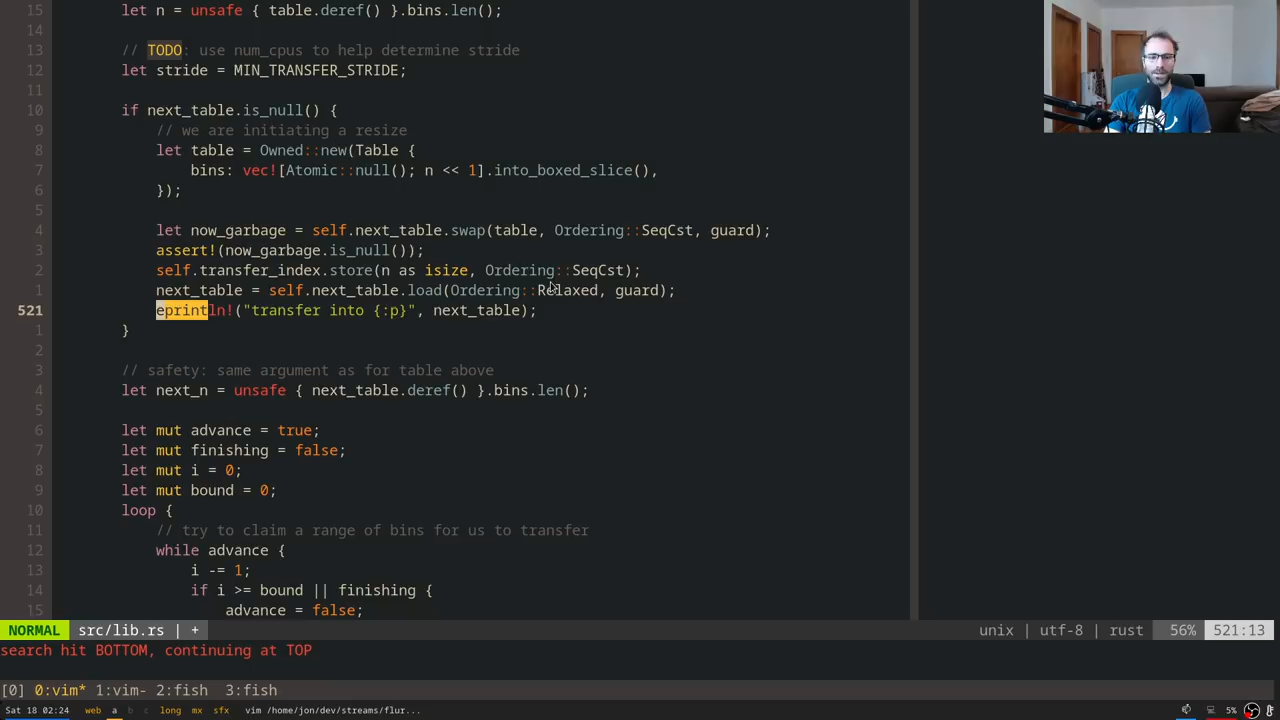 15 let n = unsafe { table.deref() }.bins.len();
14
13 // TODO: use num_cpus to help determine stride
12 let stride = MIN_TRANSFER_STRIDE;
11
10 if next_table.is_null() {
9 // we are initiating a resize
8 let table = Owned::new(Table {
7 bins: vec![Atomic::null(); n << 1].into_boxed_slice(),
6 });
5
4 let now_garbage = self.next_table.swap(table, Ordering::SeqCst, guard);
3 assert!(now_garbage.is_null());
2 self.transfer_index.store(n as isize, Ordering::SeqCst);
1 next_table = self.next_table.load(Ordering::Relaxed, guard);
521 eprintln!("transfer into {:p}", next_table);
1 }
2
3 // safety: same argument as for table above
4 let next_n = unsafe { next_table.deref() }.bins.len();
5
6 let mut advance = true;
7 let mut finishing = false;
8 let mut i = 0;
9 let mut bound = 0;
10 loop {
11 // try to claim a range of bins for us to transfer
12 while advance {
13 i -= 1;
14 if i >= bound || finishing {
15 advance = false;
NORMAL src/lib.rs | + unix | utf-8 | rust 56% 521:13
search hit BOTTOM, continuing at TOP
[0] 0:vim* 1:vim- 2:fish 3:fish
Sat 18 02:24 web a b c long mx sfx vim /home/jon/dev/streams/flur... 5%